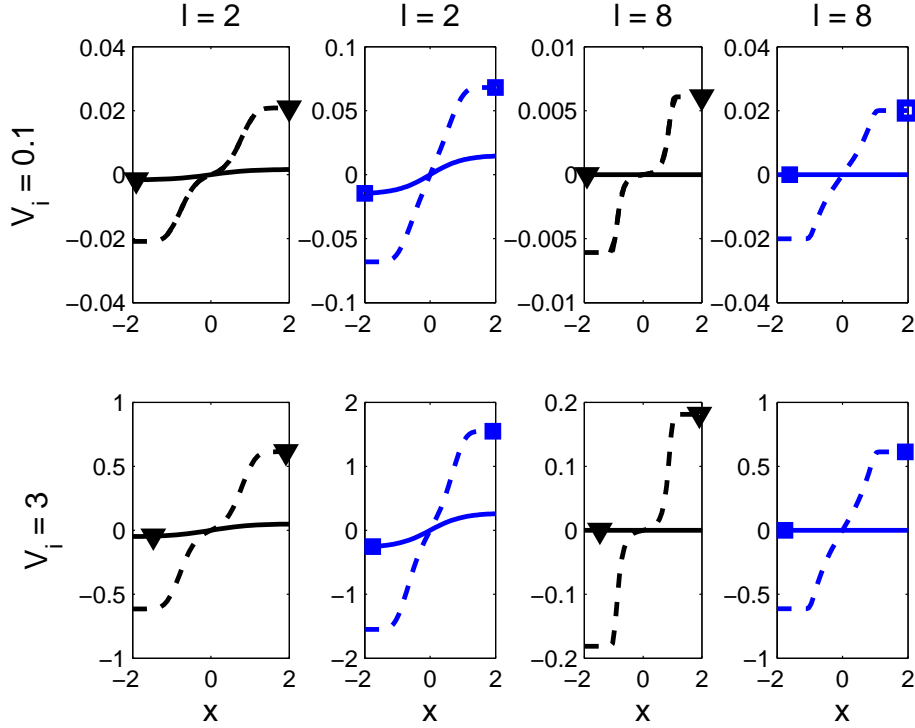 l = 2 l = 2 l = 8 l = 8
0.04 0.1 0.01 0.04
0.02 0.05 0.005 0.02
V_i = 0.1 0 0 0 0
−0.02 −0.05 −0.005 −0.02
−0.04 −0.1 −0.01 −0.04
−2 0 2 −2 0 2 −2 0 2 −2 0 2
1 2 0.2 1
0.5 1 0.1 0.5
V_i = 3 0 0 0 0
−0.5 −1 −0.1 −0.5
−1 −2 −0.2 −1
−2 0 2 −2 0 2 −2 0 2 −2 0 2
x x x x